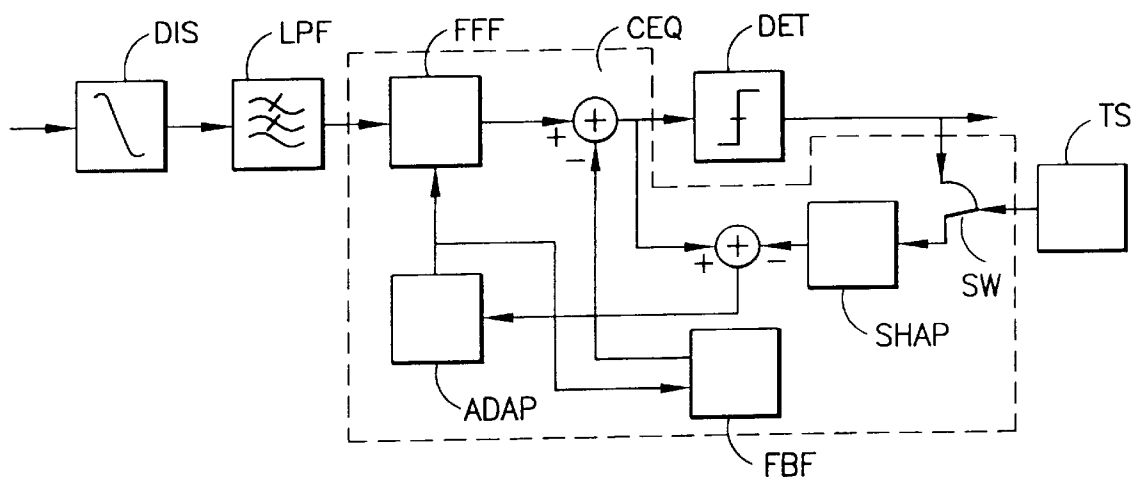 DIS
LPF
FFF
CEQ
DET
TS
+
+
−
+
+
−
SW
SHAP
ADAP
FBF